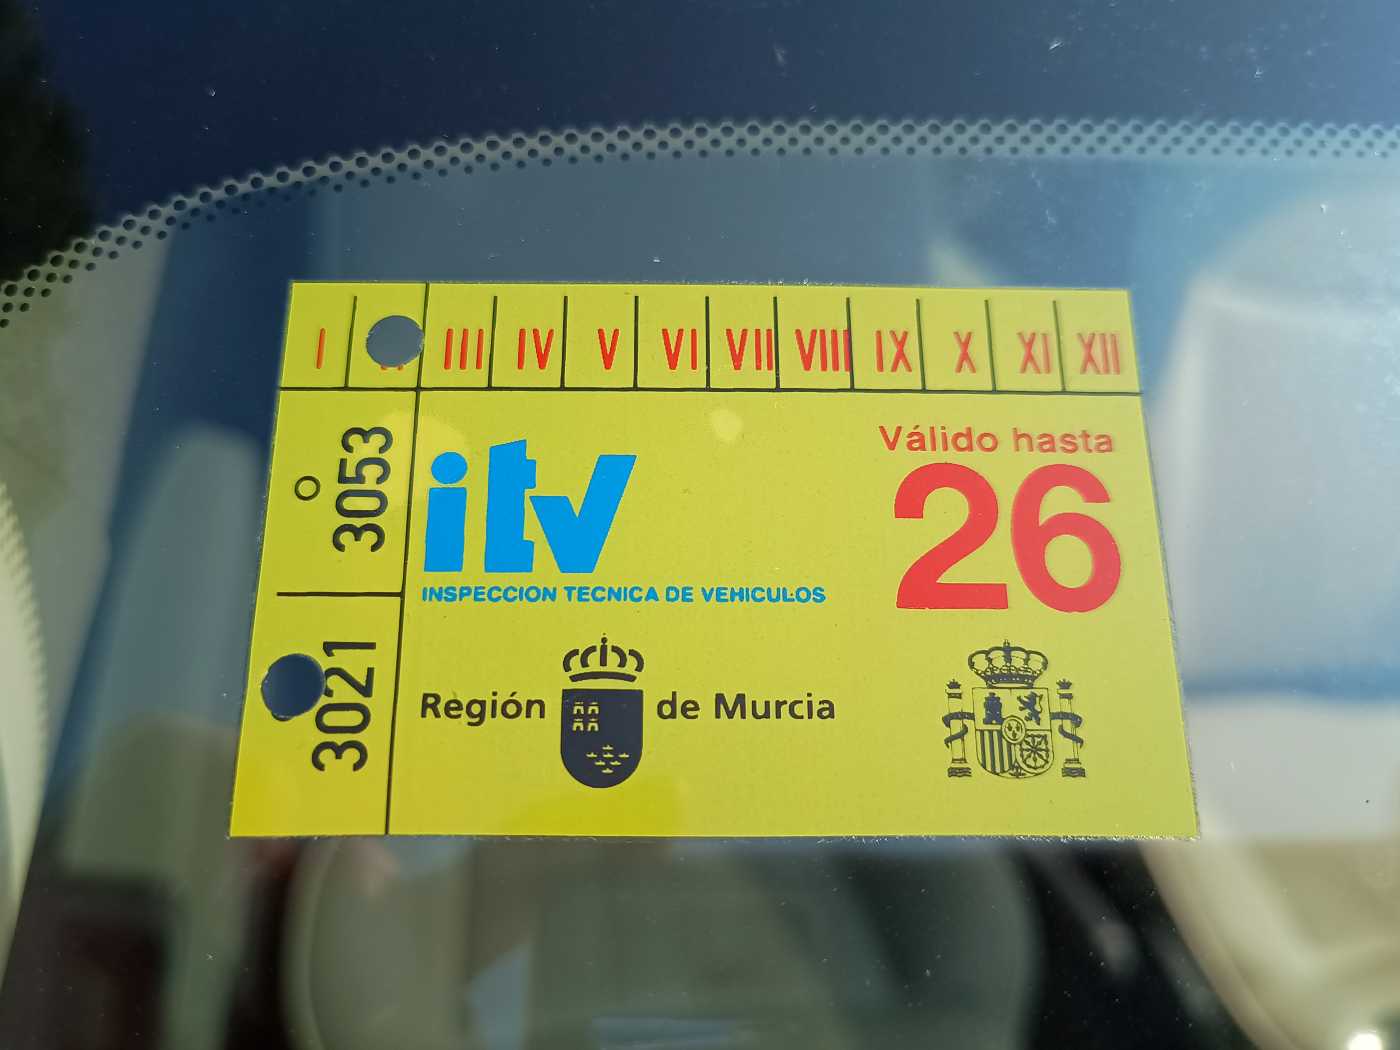 I II III IV V VI VII VIII IX X XI XII
3053
3021
itv
INSPECCION TECNICA DE VEHICULOS
Válido hasta
26
Región de Murcia